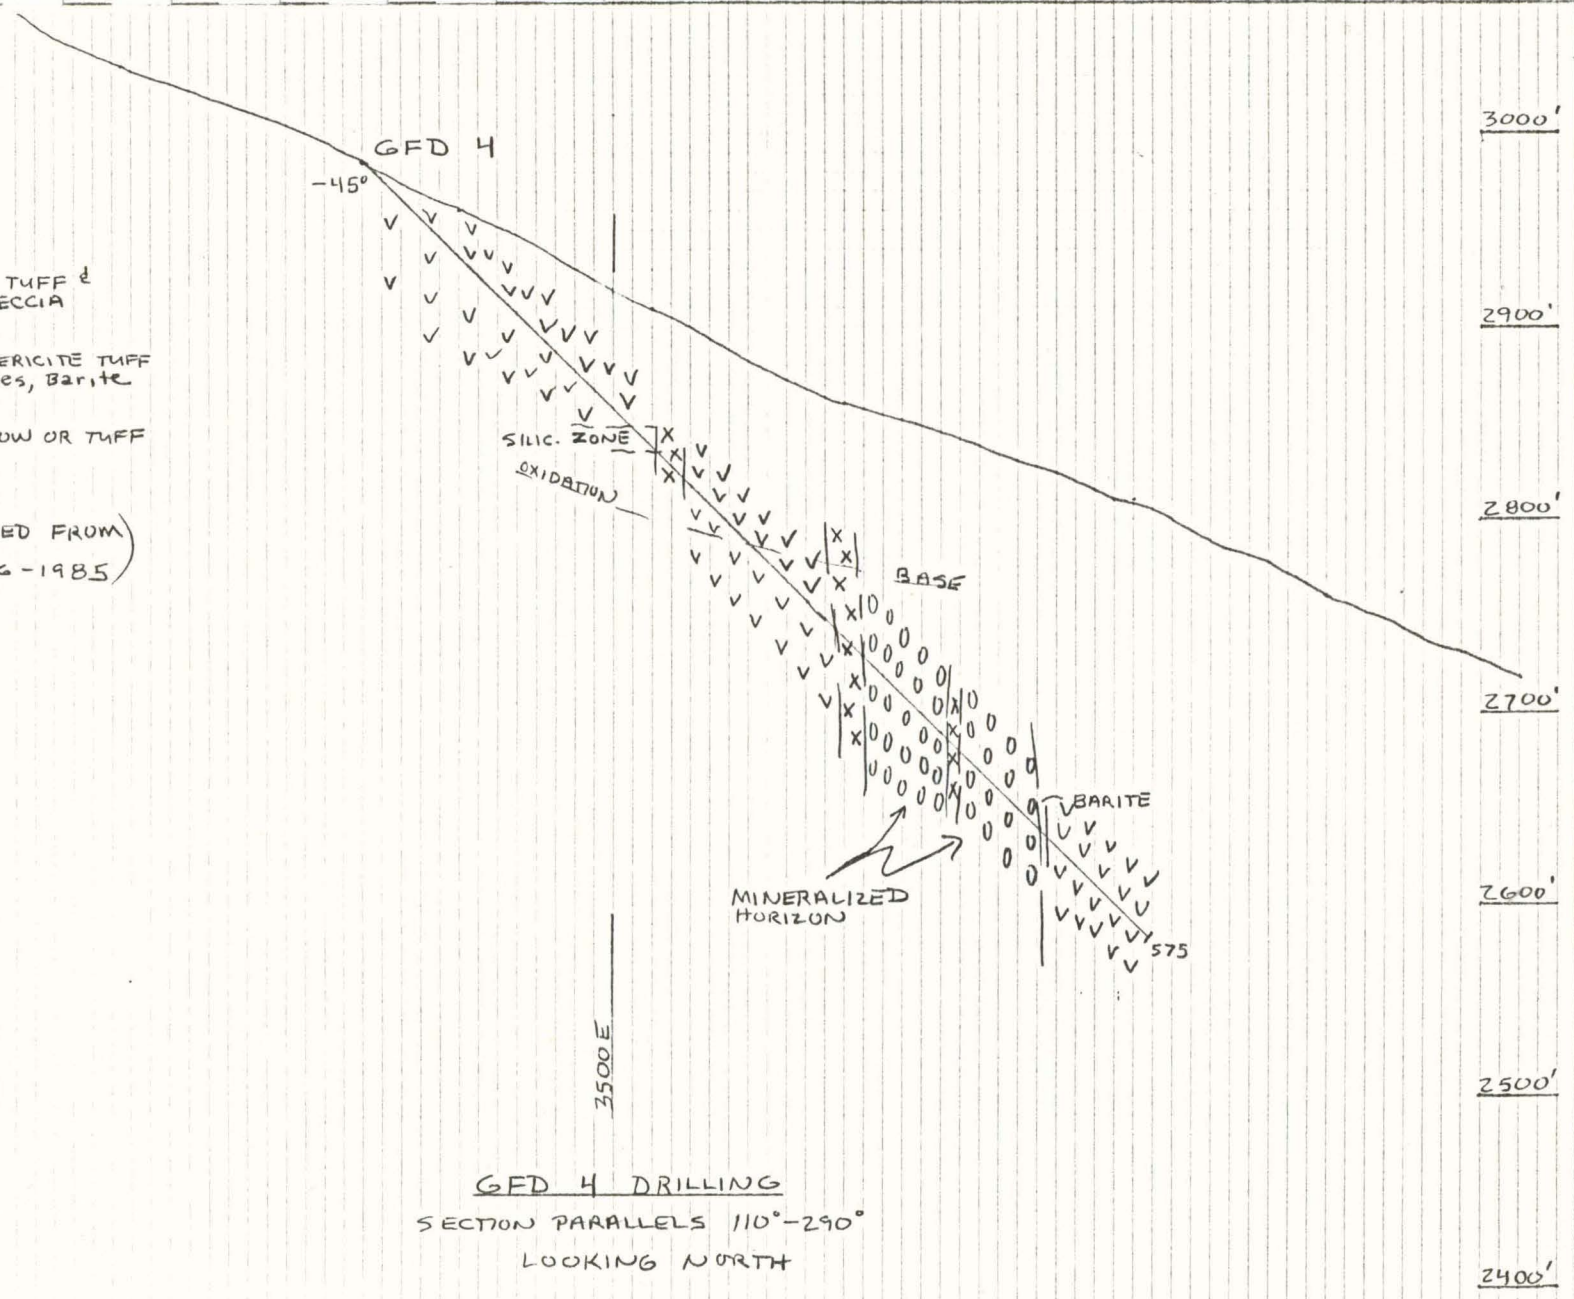 3000'
GFD 4
-45°
TUFF &
ECCIA
2900'
ERICITE TUFF
es, Barite
OW OR TUFF
SILIC. ZONE
OXIDATION
2800'
ED FROM
-1985
BASE
2700'
BARITE
MINERALIZED
HORIZON
2600'
575
3500E
2500'
GFD 4 DRILLING
SECTION PARALLELS 110°-290°
LOOKING NORTH
2400'